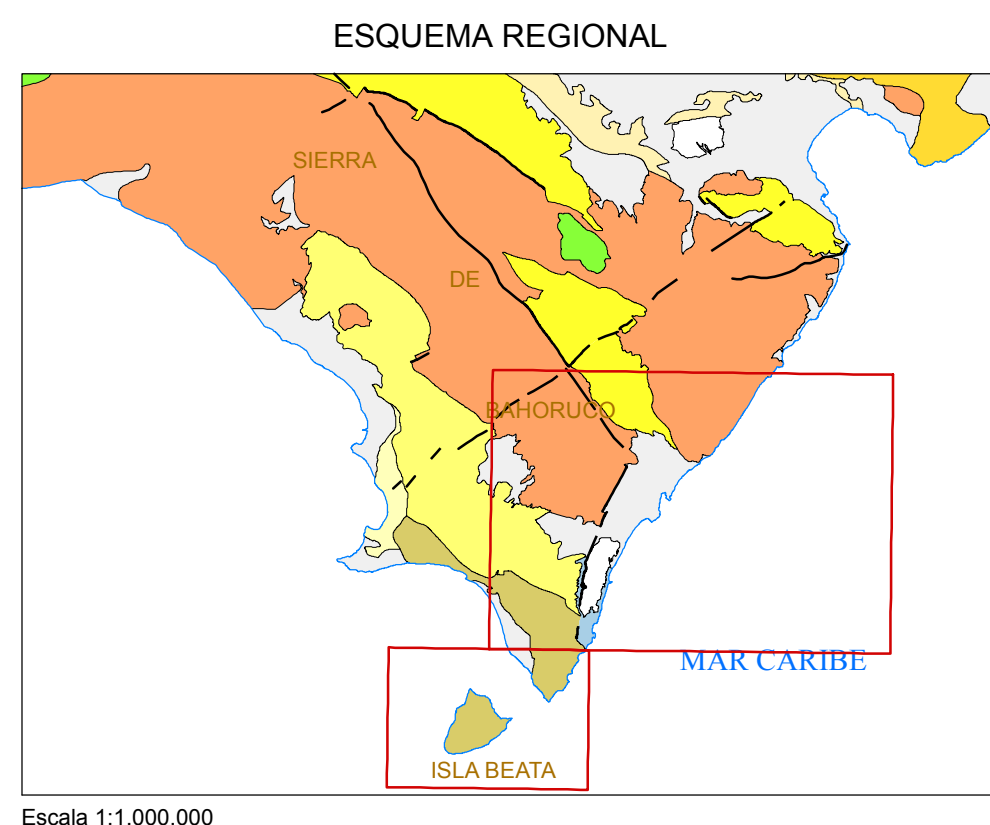 ESQUEMA REGIONAL
SIERRA
DE
BAHORUCO
MAR CARIBE
ISLA BEATA
Escala 1:1.000.000